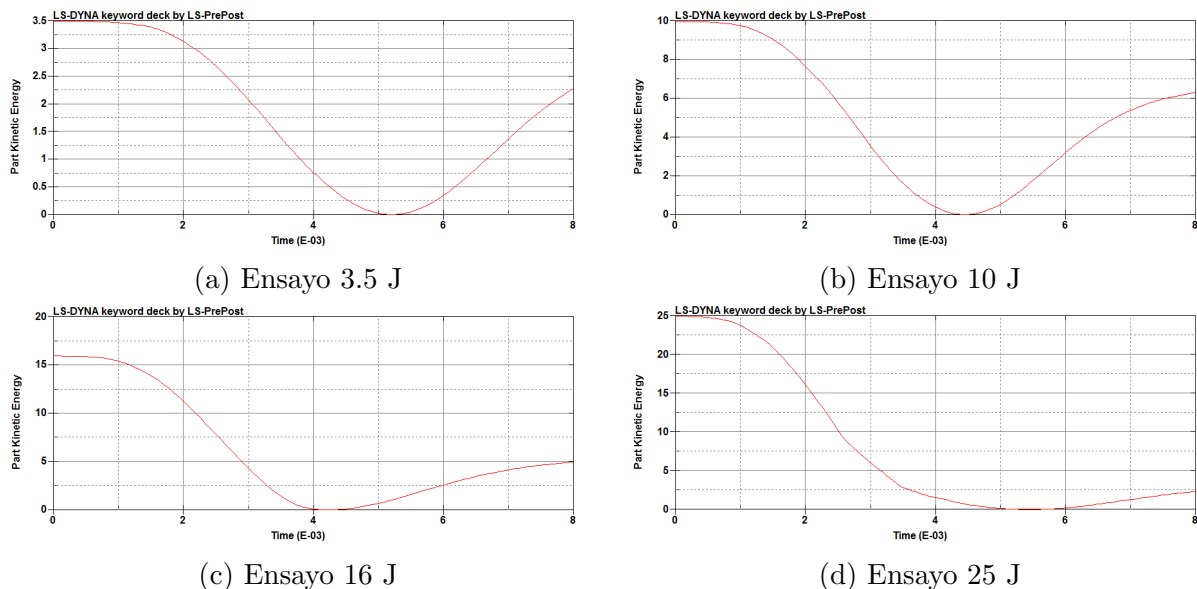 LS-DYNA keyword deck by LS-PrePost
Part Kinetic Energy
3.5
3
2.5
2
1.5
1
0.5
0
0 2 4 6 8
Time (E-03)
(a) Ensayo 3.5 J
LS-DYNA keyword deck by LS-PrePost
Part Kinetic Energy
10
8
6
4
2
0
0 2 4 6 8
Time (E-03)
(b) Ensayo 10 J
LS-DYNA keyword deck by LS-PrePost
Part Kinetic Energy
20
15
10
5
0
0 2 4 6 8
Time (E-03)
(c) Ensayo 16 J
LS-DYNA keyword deck by LS-PrePost
Part Kinetic Energy
25
20
15
10
5
0
0 2 4 6 8
Time (E-03)
(d) Ensayo 25 J